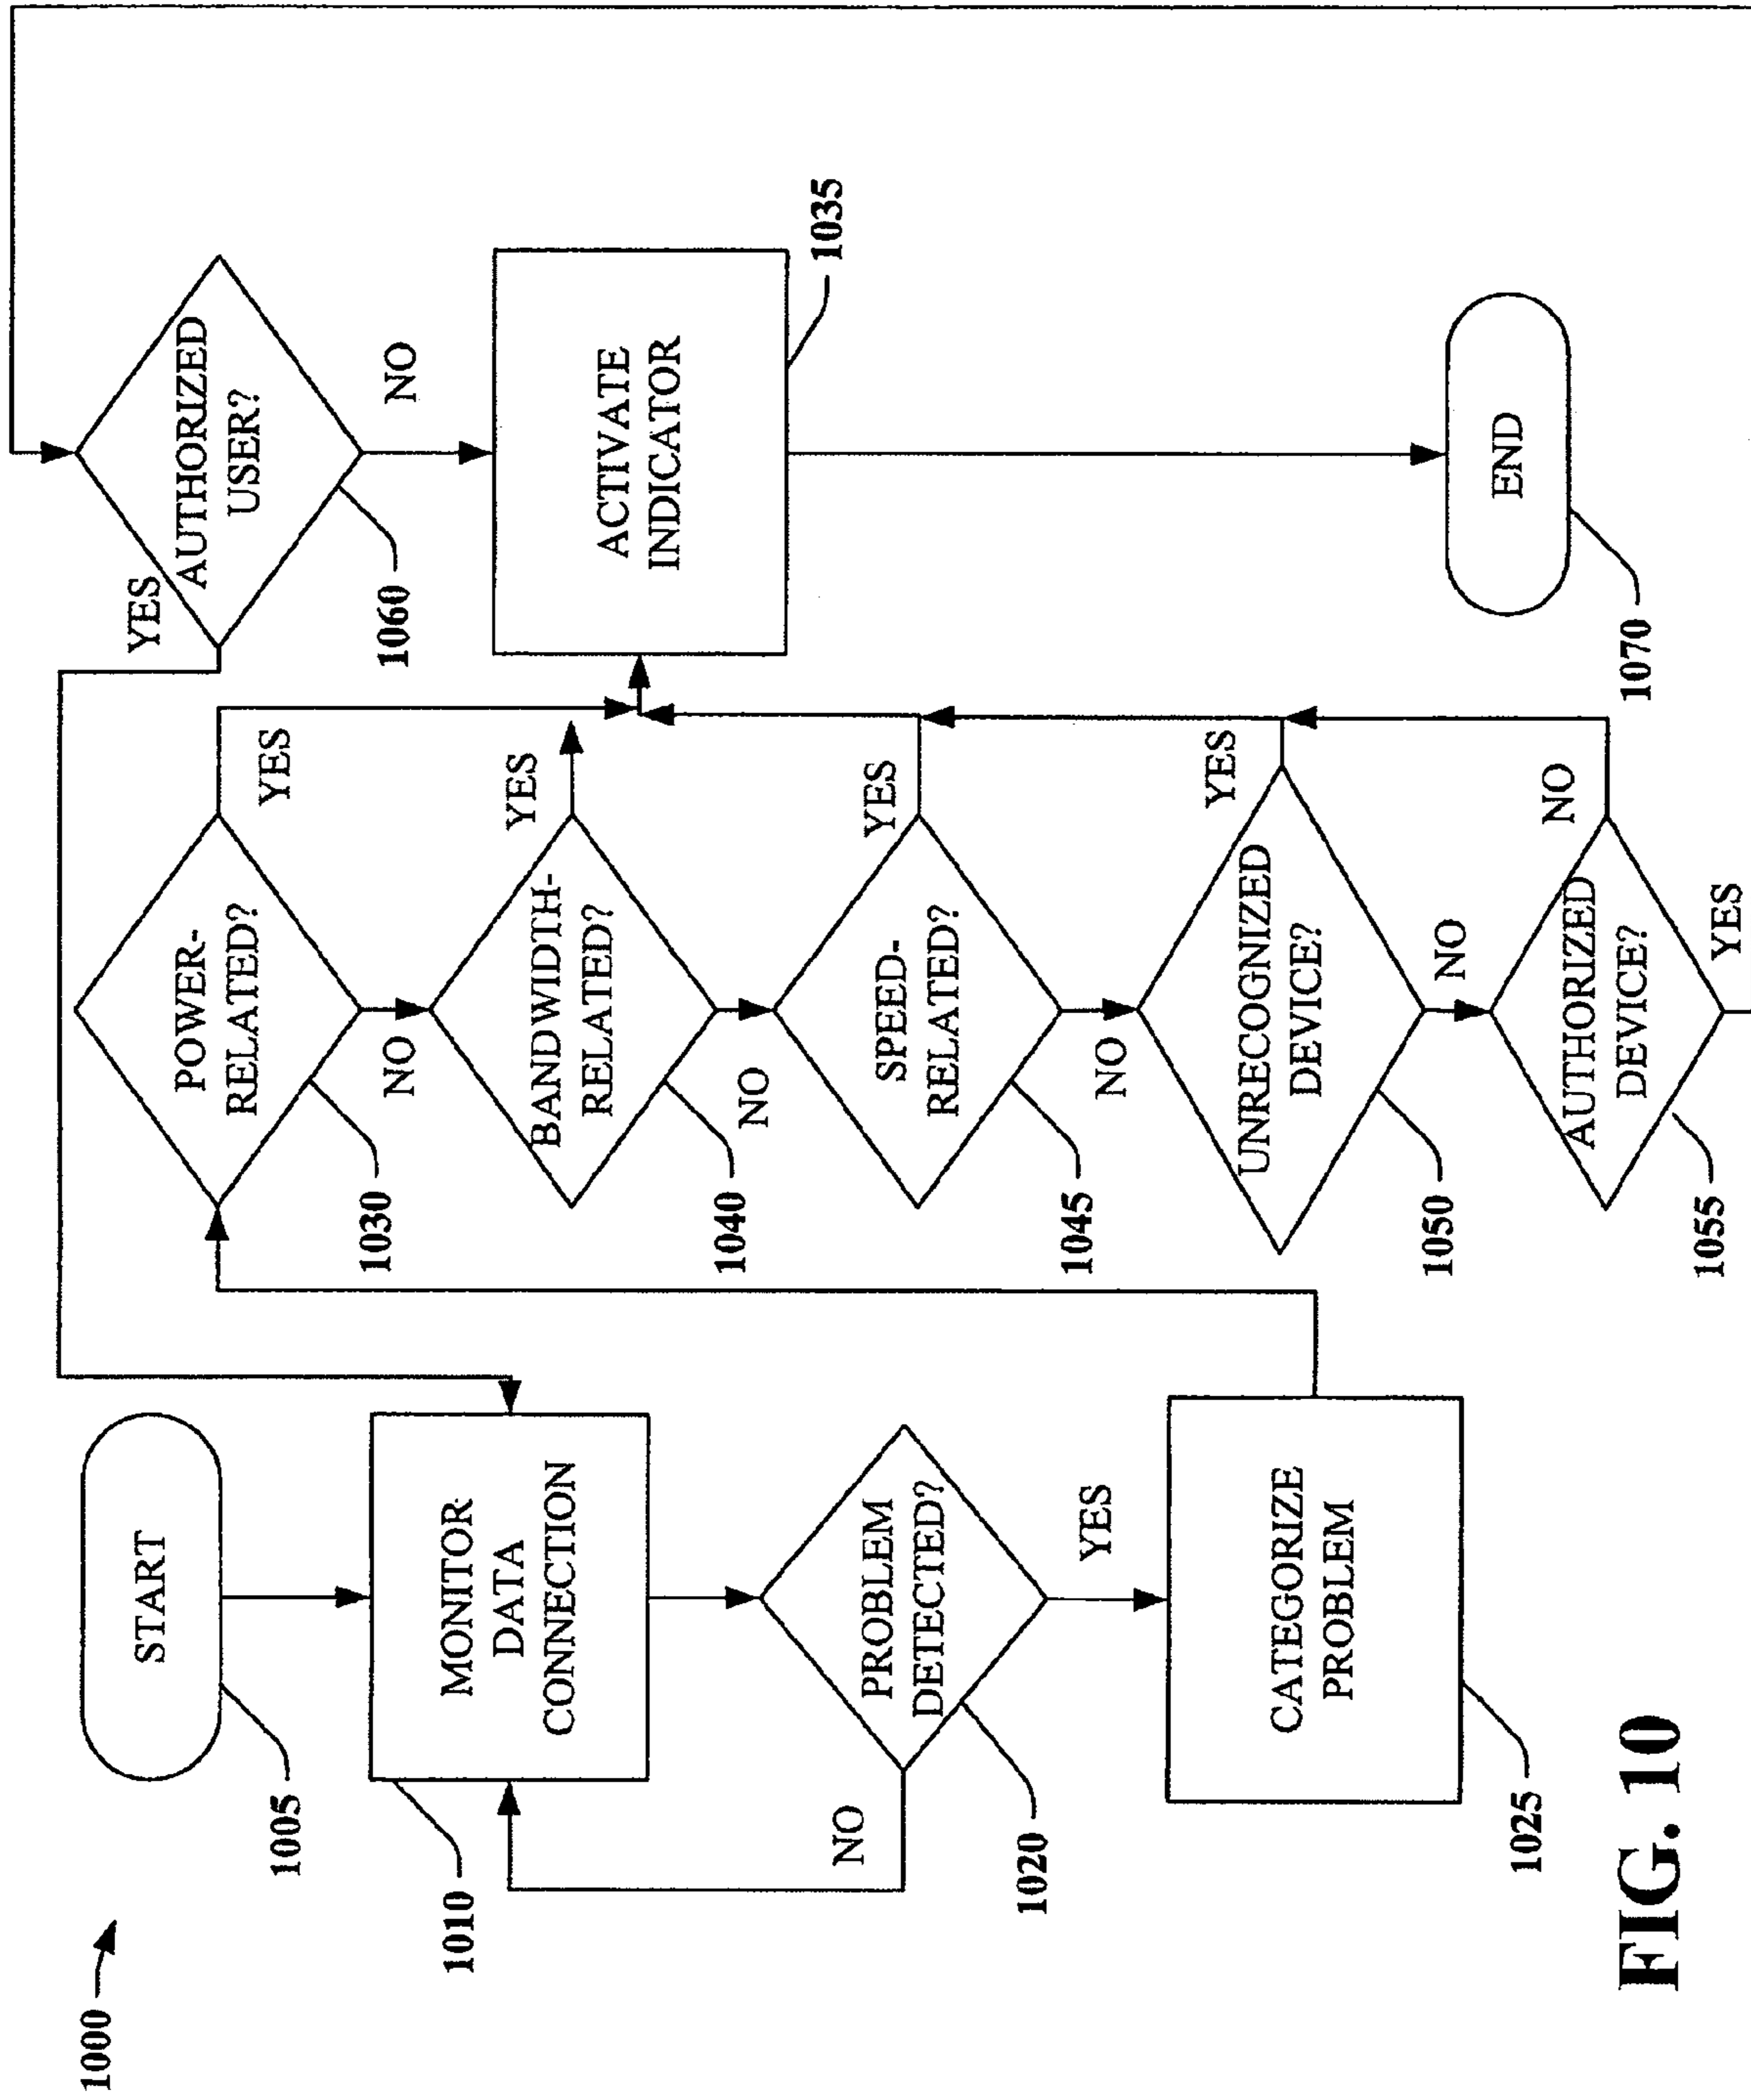 1000
START
1005
MONITOR
DATA
CONNECTION
1010
PROBLEM
DETECTED?
NO
1020
YES
CATEGORIZE
PROBLEM
1025
POWER-
RELATED?
YES
1030
NO
BANDWIDTH-
RELATED?
YES
1040
NO
SPEED-
RELATED?
YES
1045
NO
UNRECOGNIZED
DEVICE?
YES
1050
NO
AUTHORIZED
DEVICE?
NO
1055
YES
AUTHORIZED
USER?
YES
1060
NO
ACTIVATE
INDICATOR
1035
END
1070
FIG. 10